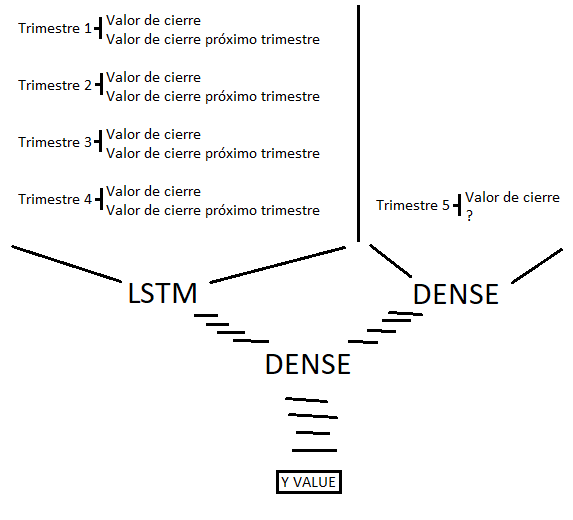 Trimestre 1
Valor de cierre
Valor de cierre próximo trimestre
Trimestre 2
Valor de cierre
Valor de cierre próximo trimestre
Trimestre 3
Valor de cierre
Valor de cierre próximo trimestre
Trimestre 4
Valor de cierre
Valor de cierre próximo trimestre
Trimestre 5
Valor de cierre
?
LSTM
DENSE
DENSE
Y VALUE